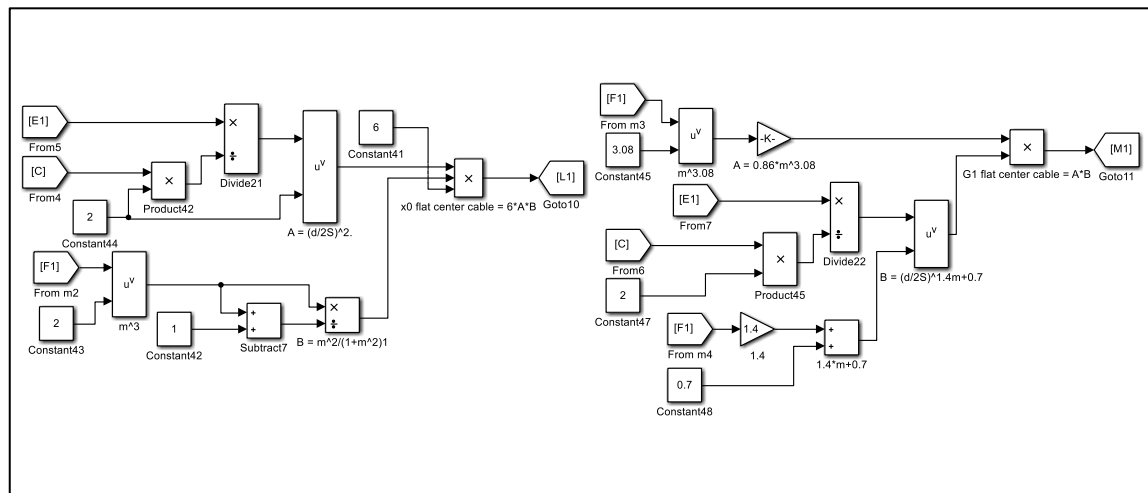 [E1]
From5
[C]
From4
×
Product42
2
Constant44
×
÷
Divide21
u^v
A = (d/2S)^2.
6
Constant41
×
x0 flat center cable = 6*A*B
[L1]
Goto10
[F1]
From m2
2
Constant43
u^v
m^3
1
Constant42
+
+
Subtract7
×
÷
B = m^2/(1+m^2)1
[F1]
From m3
3.08
Constant45
u^v
m^3.08
-K-
A = 0.86*m^3.08
×
G1 flat center cable = A*B
[M1]
Goto11
[E1]
From7
[C]
From6
2
Constant47
×
Product45
×
÷
Divide22
u^v
B = (d/2S)^1.4m+0.7
[F1]
From m4
1.4
1.4
0.7
Constant48
+
+
1.4*m+0.7